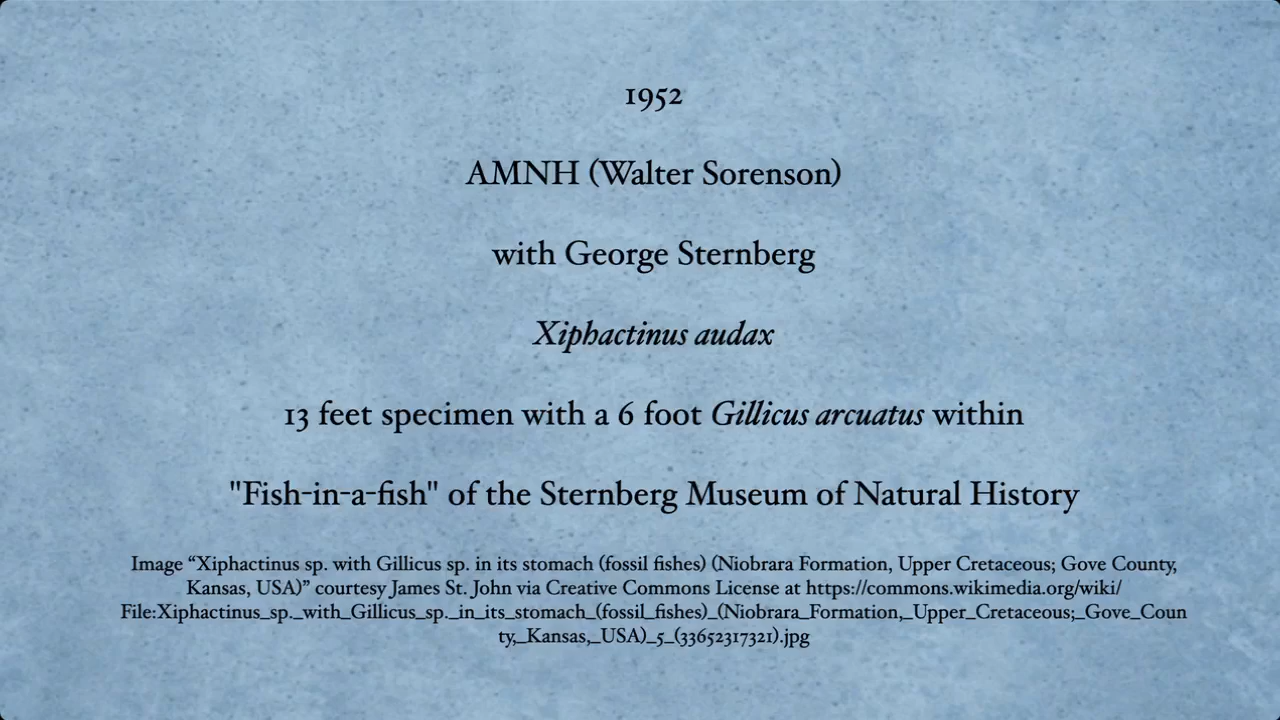 1952
AMNH (Walter Sorenson)
with George Sternberg
Xiphactinus audax
13 feet specimen with a 6 foot Gillicus arcuatus within
"Fish-in-a-fish" of the Sternberg Museum of Natural History
Image “Xiphactinus sp. with Gillicus sp. in its stomach (fossil fishes) (Niobrara Formation, Upper Cretaceous; Gove County,
Kansas, USA)” courtesy James St. John via Creative Commons License at https://commons.wikimedia.org/wiki/
File:Xiphactinus_sp._with_Gillicus_sp._in_its_stomach_(fossil_fishes)_(Niobrara_Formation,_Upper_Cretaceous;_Gove_Coun
ty,_Kansas,_USA)_5_(33652317321).jpg